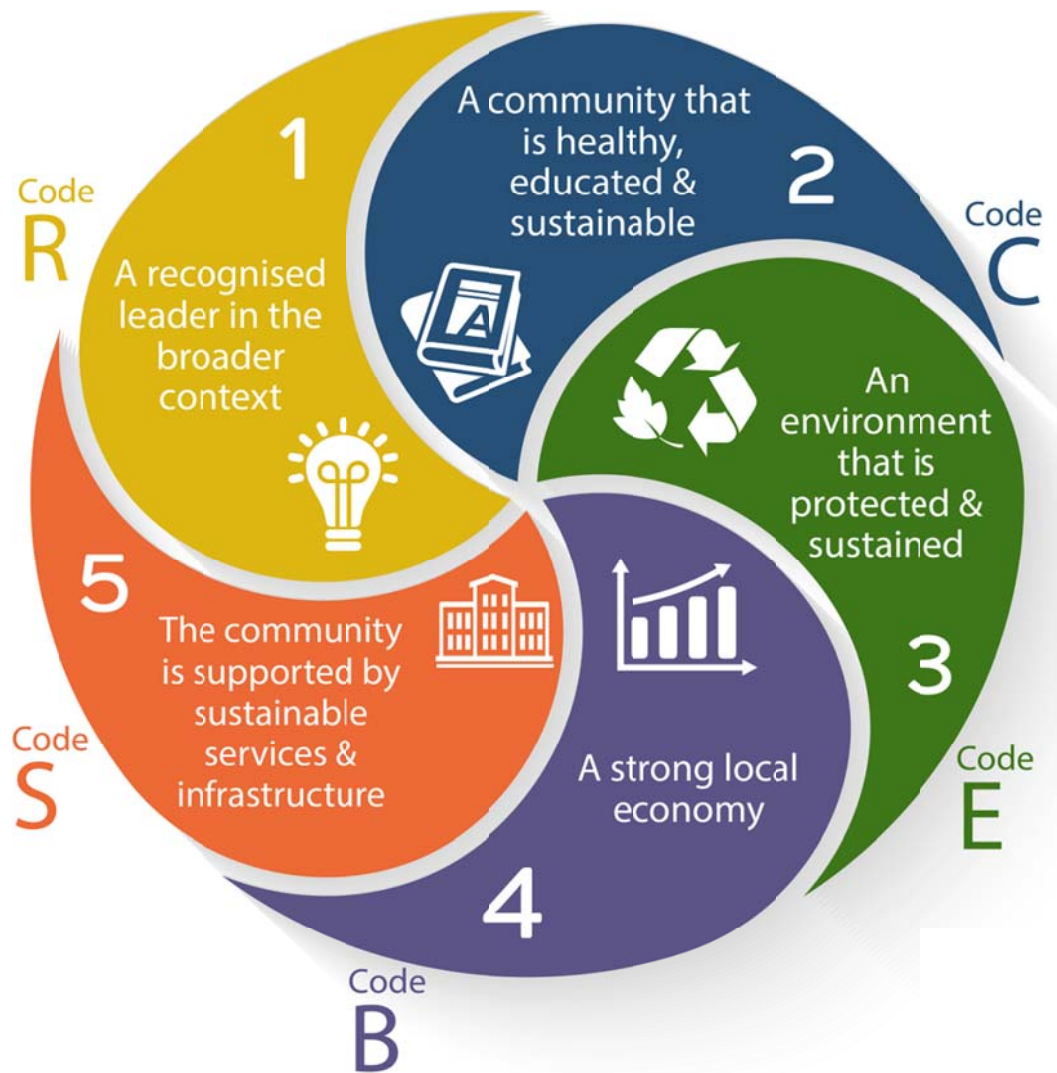 1
Code
R
A recognised
leader in the
broader
context
A community that
is healthy,
educated &
sustainable
2
Code
C
A
An
environment
that is
protected &
sustained
3
Code
E
A strong local
economy
4
Code
B
5
The community
is supported by
sustainable
services &
infrastructure
Code
S